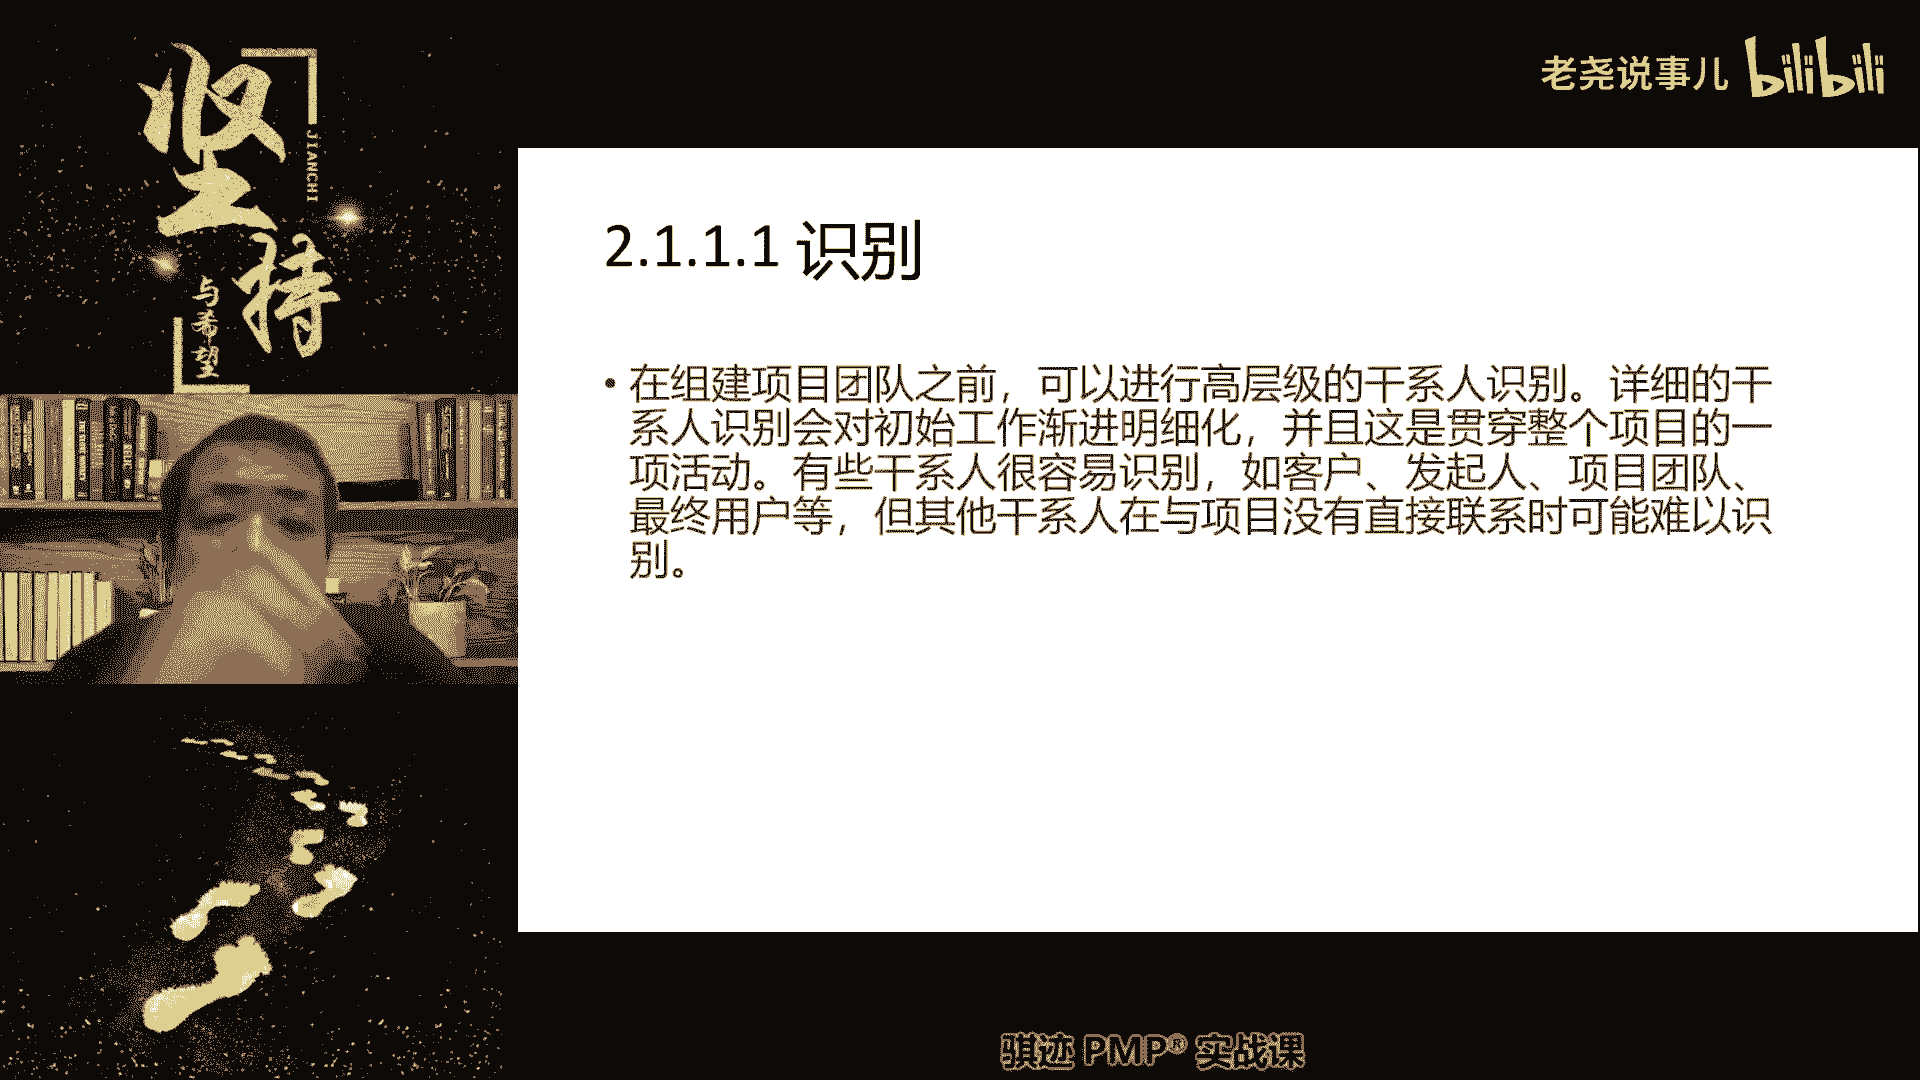 坚持
JIANCHI
与希望
老尧说事儿 bilibili
2.1.1.1 识别
• 在组建项目团队之前，可以进行高层级的干系人识别。详细的干
系人识别会对初始工作渐进明细化，并且这是贯穿整个项目的一
项活动。有些干系人很容易识别，如客户、发起人、项目团队、
最终用户等，但其他干系人在与项目没有直接联系时可能难以识
别。
骐迹 PMP® 实战课